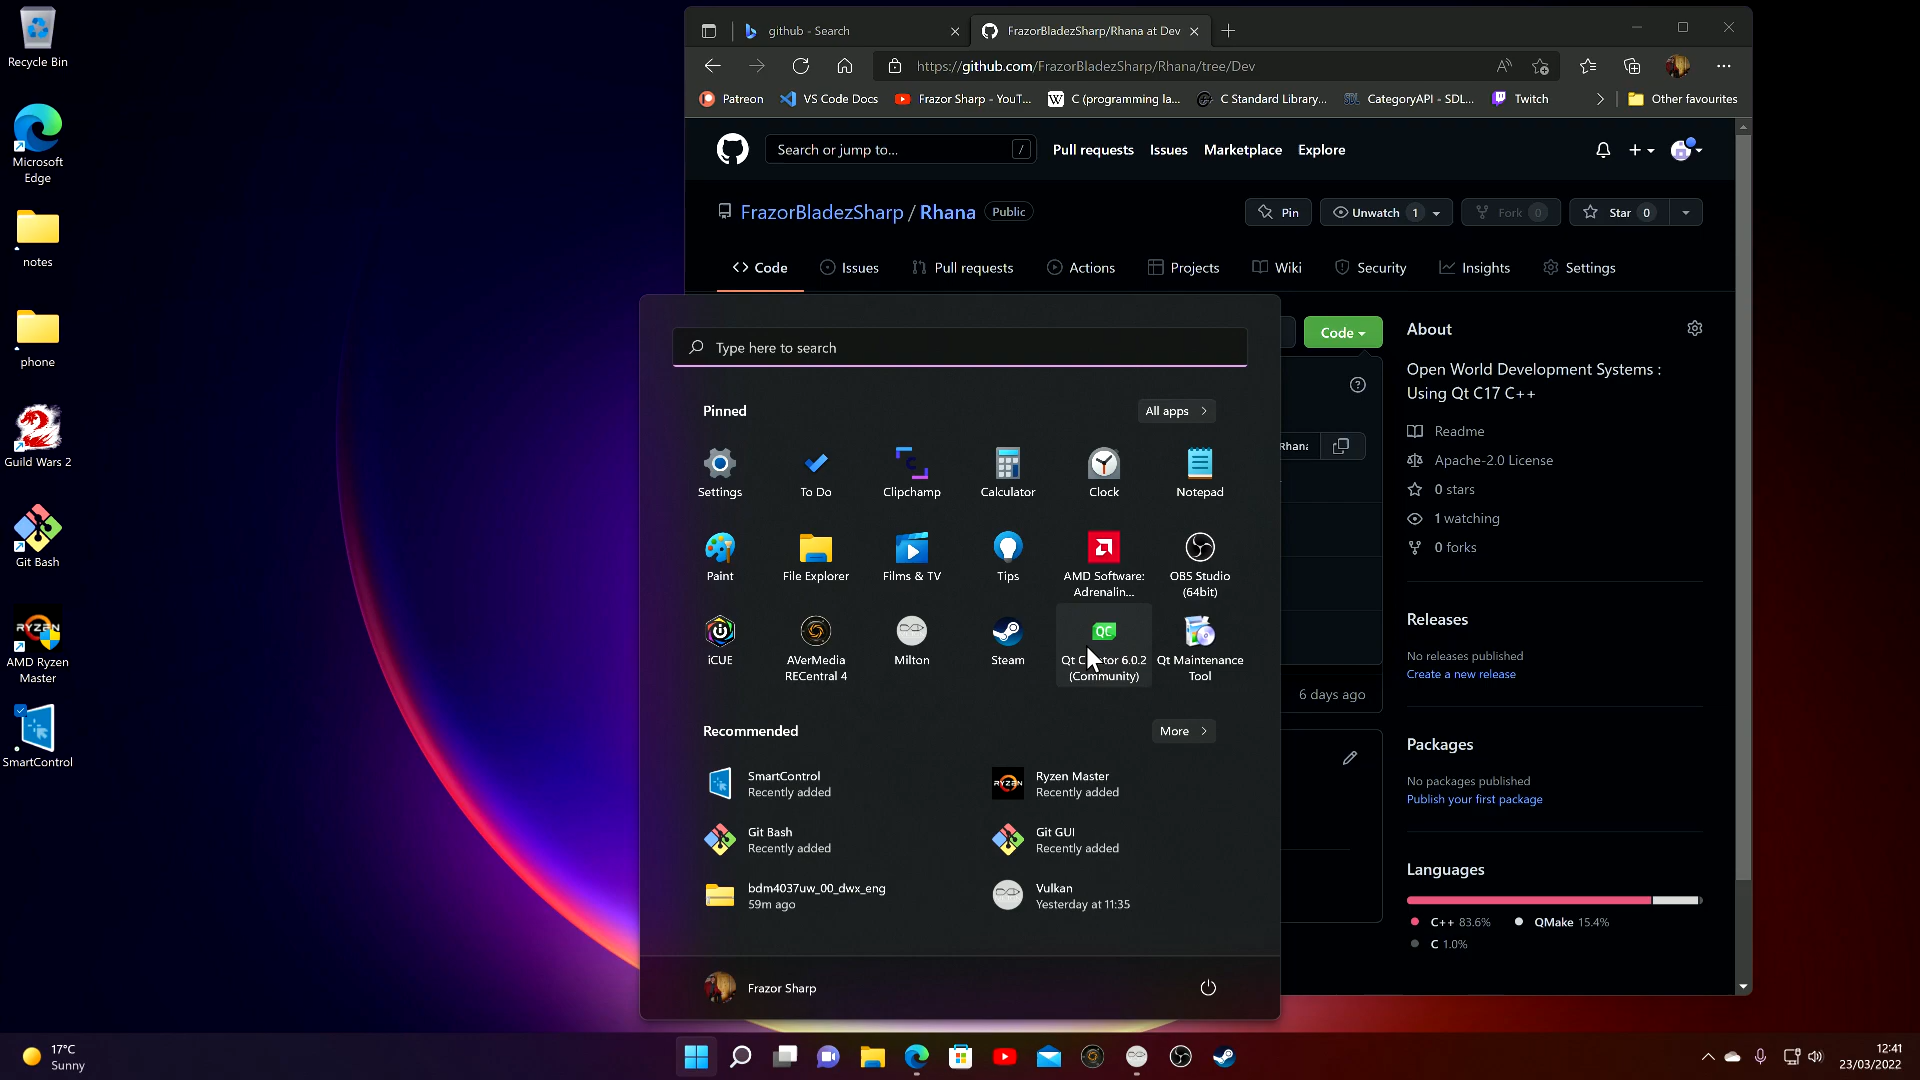 Recycle Bin
Microsoft
Edge
notes
phone
Guild Wars 2
Git Bash
RYZEN
AMD Ryzen
Master
SmartControl
github - Search
FrazorBladezSharp/Rhana at Dev
https://github.com/FrazorBladezSharp/Rhana/tree/Dev
Patreon
VS Code Docs
Frazor Sharp - YouT...
C (programming la...
C Standard Library...
CategoryAPI - SDL...
Twitch
Other favourites
Search or jump to...
/
Pull requests
Issues
Marketplace
Explore
FrazorBladezSharp / Rhana
Public
Pin
Unwatch 1
Fork 0
Star 0
<> Code
Issues
Pull requests
Actions
Projects
Wiki
Security
Insights
Settings
Code
Rhana
6 days ago
About
Open World Development Systems :
Using Qt C17 C++
Readme
Apache-2.0 License
0 stars
1 watching
0 forks
Releases
No releases published
Create a new release
Packages
No packages published
Publish your first package
Languages
C++ 83.6%
QMake 15.4%
C 1.0%
Type here to search
Pinned
All apps >
Settings
To Do
Clipchamp
Calculator
Clock
Notepad
Paint
File Explorer
Films & TV
Tips
AMD Software:
Adrenalin...
OBS Studio
(64bit)
iCUE
AVerMedia
RECentral 4
Milton
Steam
QC
(Community)
6.0.2
Qt Maintenance
Tool
Recommended
More >
SmartControl
Recently added
RYZEN
Ryzen Master
Recently added
Git Bash
Recently added
Git GUI
Recently added
bdm4037uw_00_dwx_eng
59m ago
Vulkan
Yesterday at 11:35
Frazor Sharp
17°C
Sunny
12:41
23/03/2022